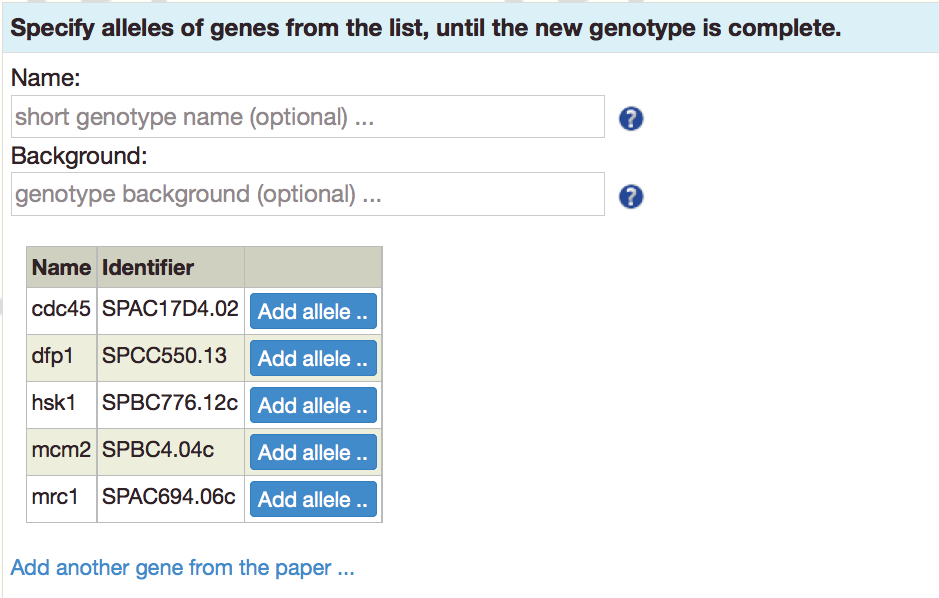 Specify alleles of genes from the list, until the new genotype is complete.
Name:
short genotype name (optional) ...
?
Background:
genotype background (optional) ...
?
Name Identifier
cdc45 SPAC17D4.02 Add allele ..
dfp1 SPCC550.13 Add allele ..
hsk1 SPBC776.12c Add allele ..
mcm2 SPBC4.04c Add allele ..
mrc1 SPAC694.06c Add allele ..
Add another gene from the paper ...